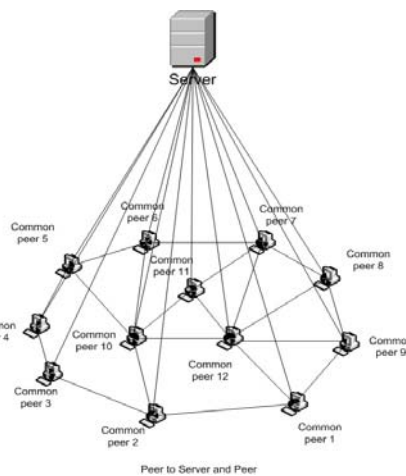 Server
Common
peer 6
Common
peer 7
Common
peer 5
Common
peer 11
Common
peer 8
Common
peer 10
Common
peer 12
Common
peer 9
Common
peer 3
Common
peer 2
Common
peer 1
Peer to Server and Peer